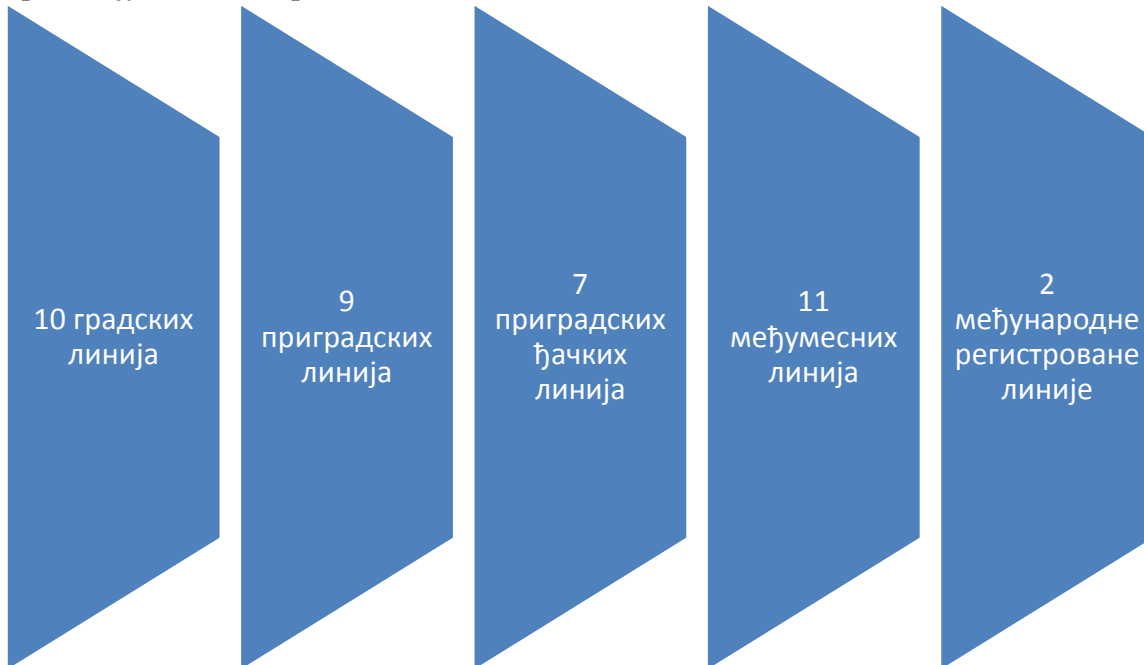 10 градских
линија
9
приградских
линија
7
приградских
ђачких
линија
11
међумесних
линија
2
међународне
регистроване
линије